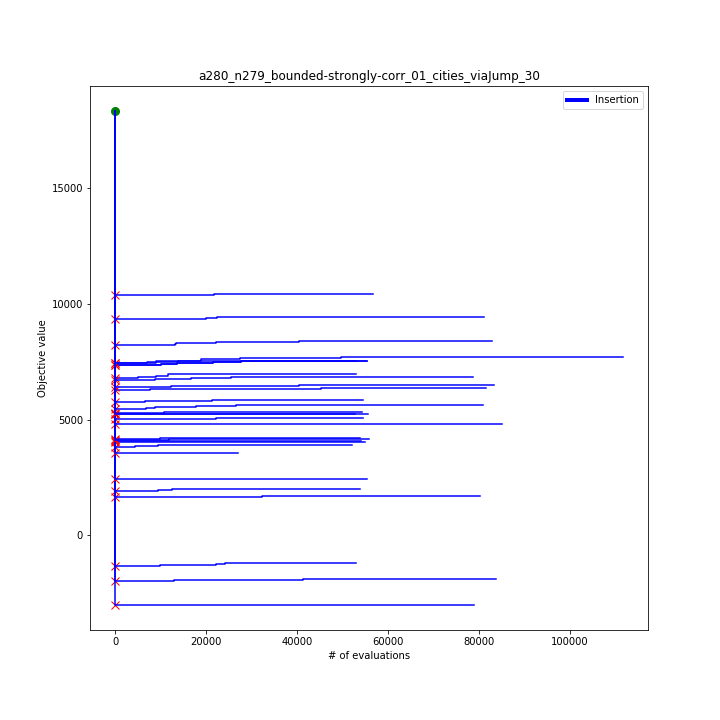 a280_n279_bounded-strongly-corr_01_cities_viaJump_30
Insertion
15000
10000
5000
0
Objective value
0 20000 40000 60000 80000 100000
# of evaluations